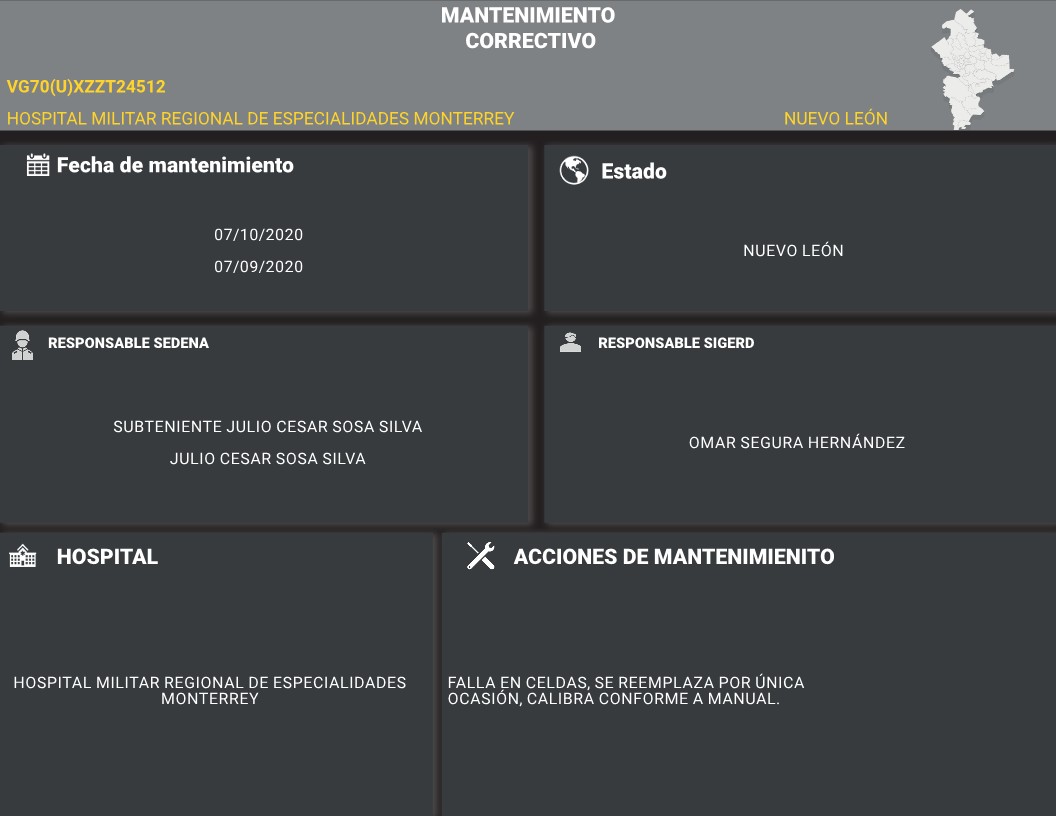 MANTENIMIENTO
CORRECTIVO
VG70(U)XZZT24512
HOSPITAL MILITAR REGIONAL DE ESPECIALIDADES MONTERREY
NUEVO LEÓN
Fecha de mantenimiento
07/10/2020
07/09/2020
Estado
NUEVO LEÓN
RESPONSABLE SEDENA
SUBTENIENTE JULIO CESAR SOSA SILVA
JULIO CESAR SOSA SILVA
RESPONSABLE SIGERD
OMAR SEGURA HERNÁNDEZ
HOSPITAL
HOSPITAL MILITAR REGIONAL DE ESPECIALIDADES
MONTERREY
ACCIONES DE MANTENIMIENITO
FALLA EN CELDAS, SE REEMPLAZA POR ÚNICA
OCASIÓN, CALIBRA CONFORME A MANUAL.